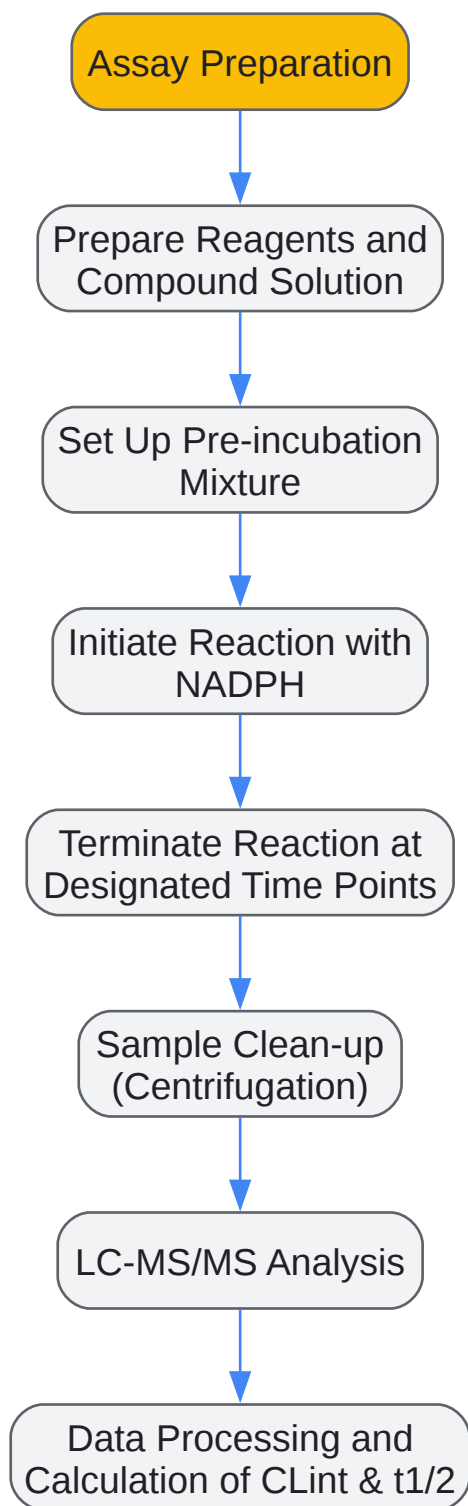 Assay Preparation
Prepare Reagents and
Compound Solution
Set Up Pre-incubation
Mixture
Initiate Reaction with
NADPH
Terminate Reaction at
Designated Time Points
Sample Clean-up
(Centrifugation)
LC-MS/MS Analysis
Data Processing and
Calculation of CLint & t1/2